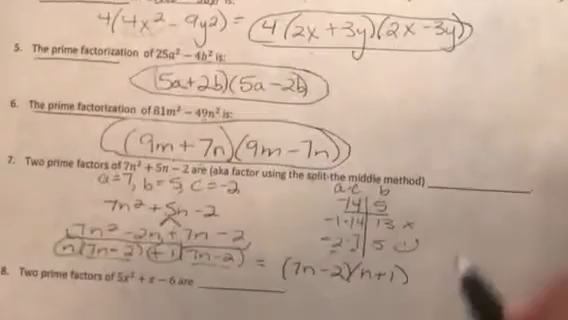 4(4x² - 9y²) = 4(2x + 3y)(2x - 3y)
5. The prime factorization of 25a² - 4b² is:
(5a + 2b)(5a - 2b)
6. The prime factorization of 81m² - 49n² is:
(9m + 7n)(9m - 7n)
7. Two prime factors of 7n² + 5n - 2 are (aka factor using the split-the middle method)
a=7, b=5, c=-2
a·c b
7n² + 5n - 2
-14 | 5
-1·14 | 13 x
7n² - 2n + 7n - 2
-2·7 | 5
n(7n - 2) + 1(7n - 2) = (7n - 2)(n + 1)
8. Two prime factors of 5x² + x - 6 are